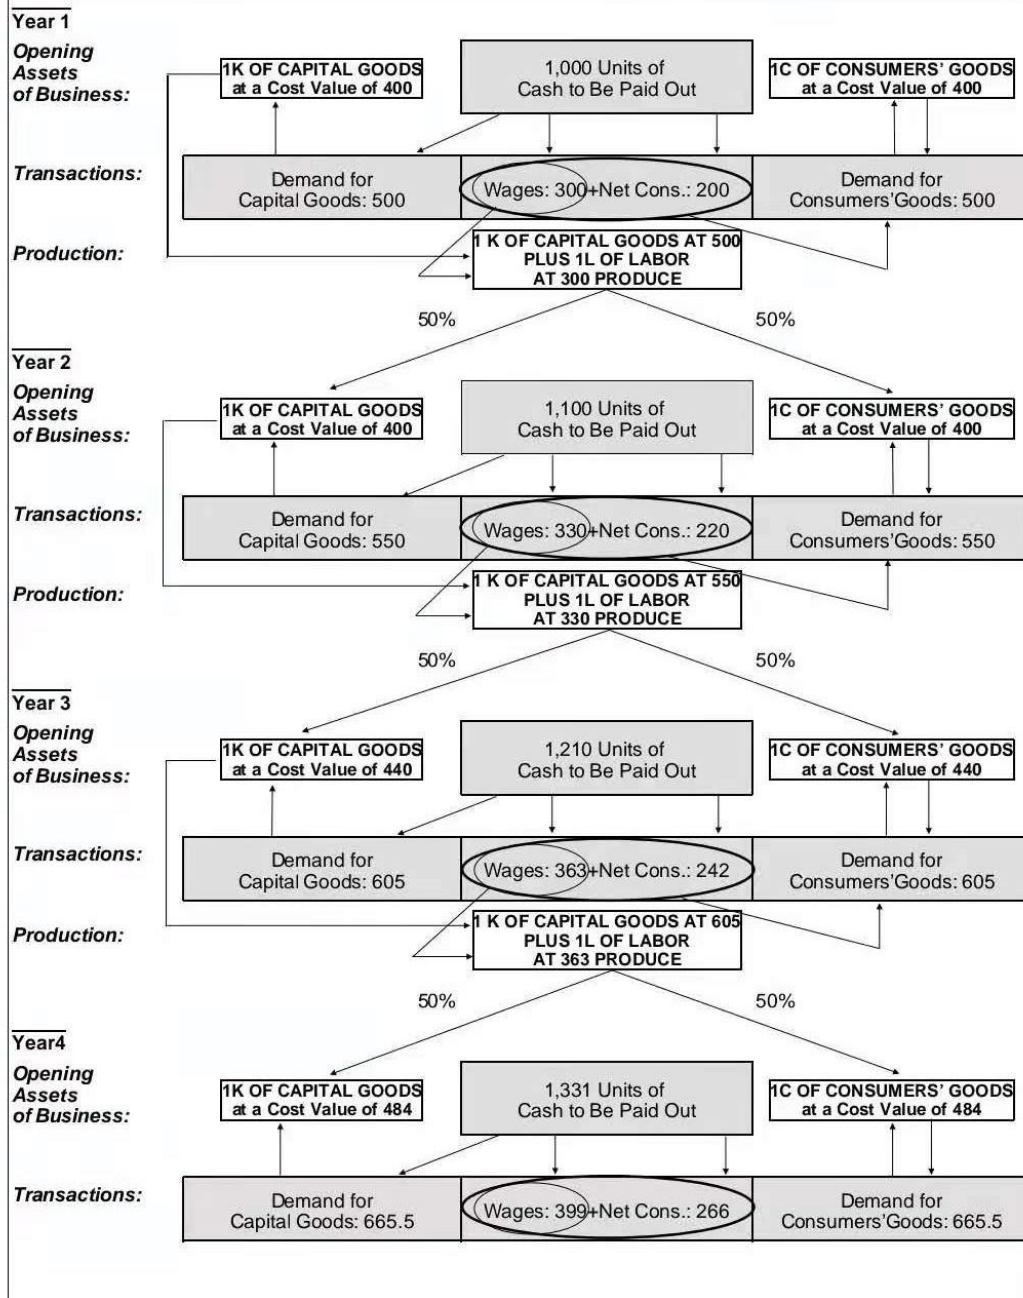 Year 1
Opening
Assets
of Business:
1K OF CAPITAL GOODS
at a Cost Value of 400
1,000 Units of
Cash to Be Paid Out
1C OF CONSUMERS' GOODS
at a Cost Value of 400
Transactions:
Demand for
Capital Goods: 500
Wages: 300+Net Cons.: 200
Demand for
Consumers'Goods: 500
Production:
1 K OF CAPITAL GOODS AT 500
PLUS 1L OF LABOR
AT 300 PRODUCE
50%
50%
Year 2
Opening
Assets
of Business:
1K OF CAPITAL GOODS
at a Cost Value of 400
1,100 Units of
Cash to Be Paid Out
1C OF CONSUMERS' GOODS
at a Cost Value of 400
Transactions:
Demand for
Capital Goods: 550
Wages: 330+Net Cons.: 220
Demand for
Consumers'Goods: 550
Production:
1 K OF CAPITAL GOODS AT 550
PLUS 1L OF LABOR
AT 330 PRODUCE
50%
50%
Year 3
Opening
Assets
of Business:
1K OF CAPITAL GOODS
at a Cost Value of 440
1,210 Units of
Cash to Be Paid Out
1C OF CONSUMERS' GOODS
at a Cost Value of 440
Transactions:
Demand for
Capital Goods: 605
Wages: 363+Net Cons.: 242
Demand for
Consumers'Goods: 605
Production:
1 K OF CAPITAL GOODS AT 605
PLUS 1L OF LABOR
AT 363 PRODUCE
50%
50%
Year4
Opening
Assets
of Business:
1K OF CAPITAL GOODS
at a Cost Value of 484
1,331 Units of
Cash to Be Paid Out
1C OF CONSUMERS' GOODS
at a Cost Value of 484
Transactions:
Demand for
Capital Goods: 665.5
Wages: 399+Net Cons.: 266
Demand for
Consumers'Goods: 665.5